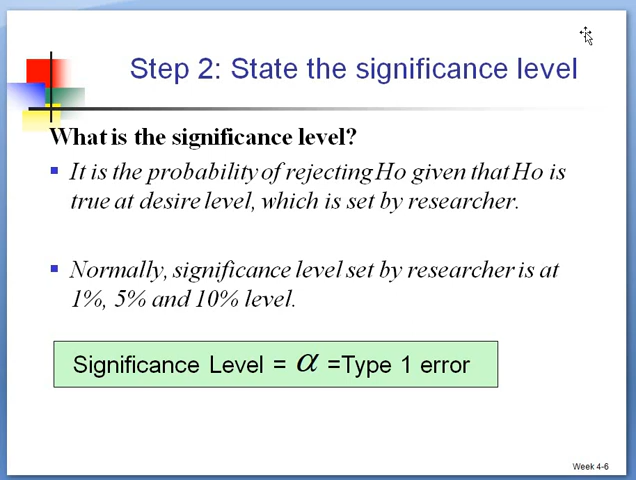 Step 2: State the significance level
What is the significance level?
▪ It is the probability of rejecting Ho given that Ho is
true at desire level, which is set by researcher.
▪ Normally, significance level set by researcher is at
1%, 5% and 10% level.
Significance Level = α =Type 1 error
Week 4-6